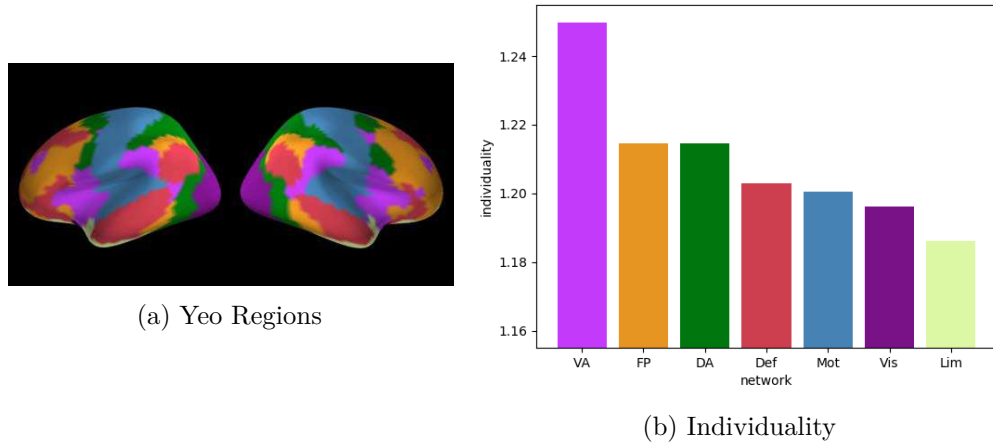 (a) Yeo Regions
individuality
1.24
1.22
1.20
1.18
1.16
VA FP DA Def Mot Vis Lim
network
(b) Individuality